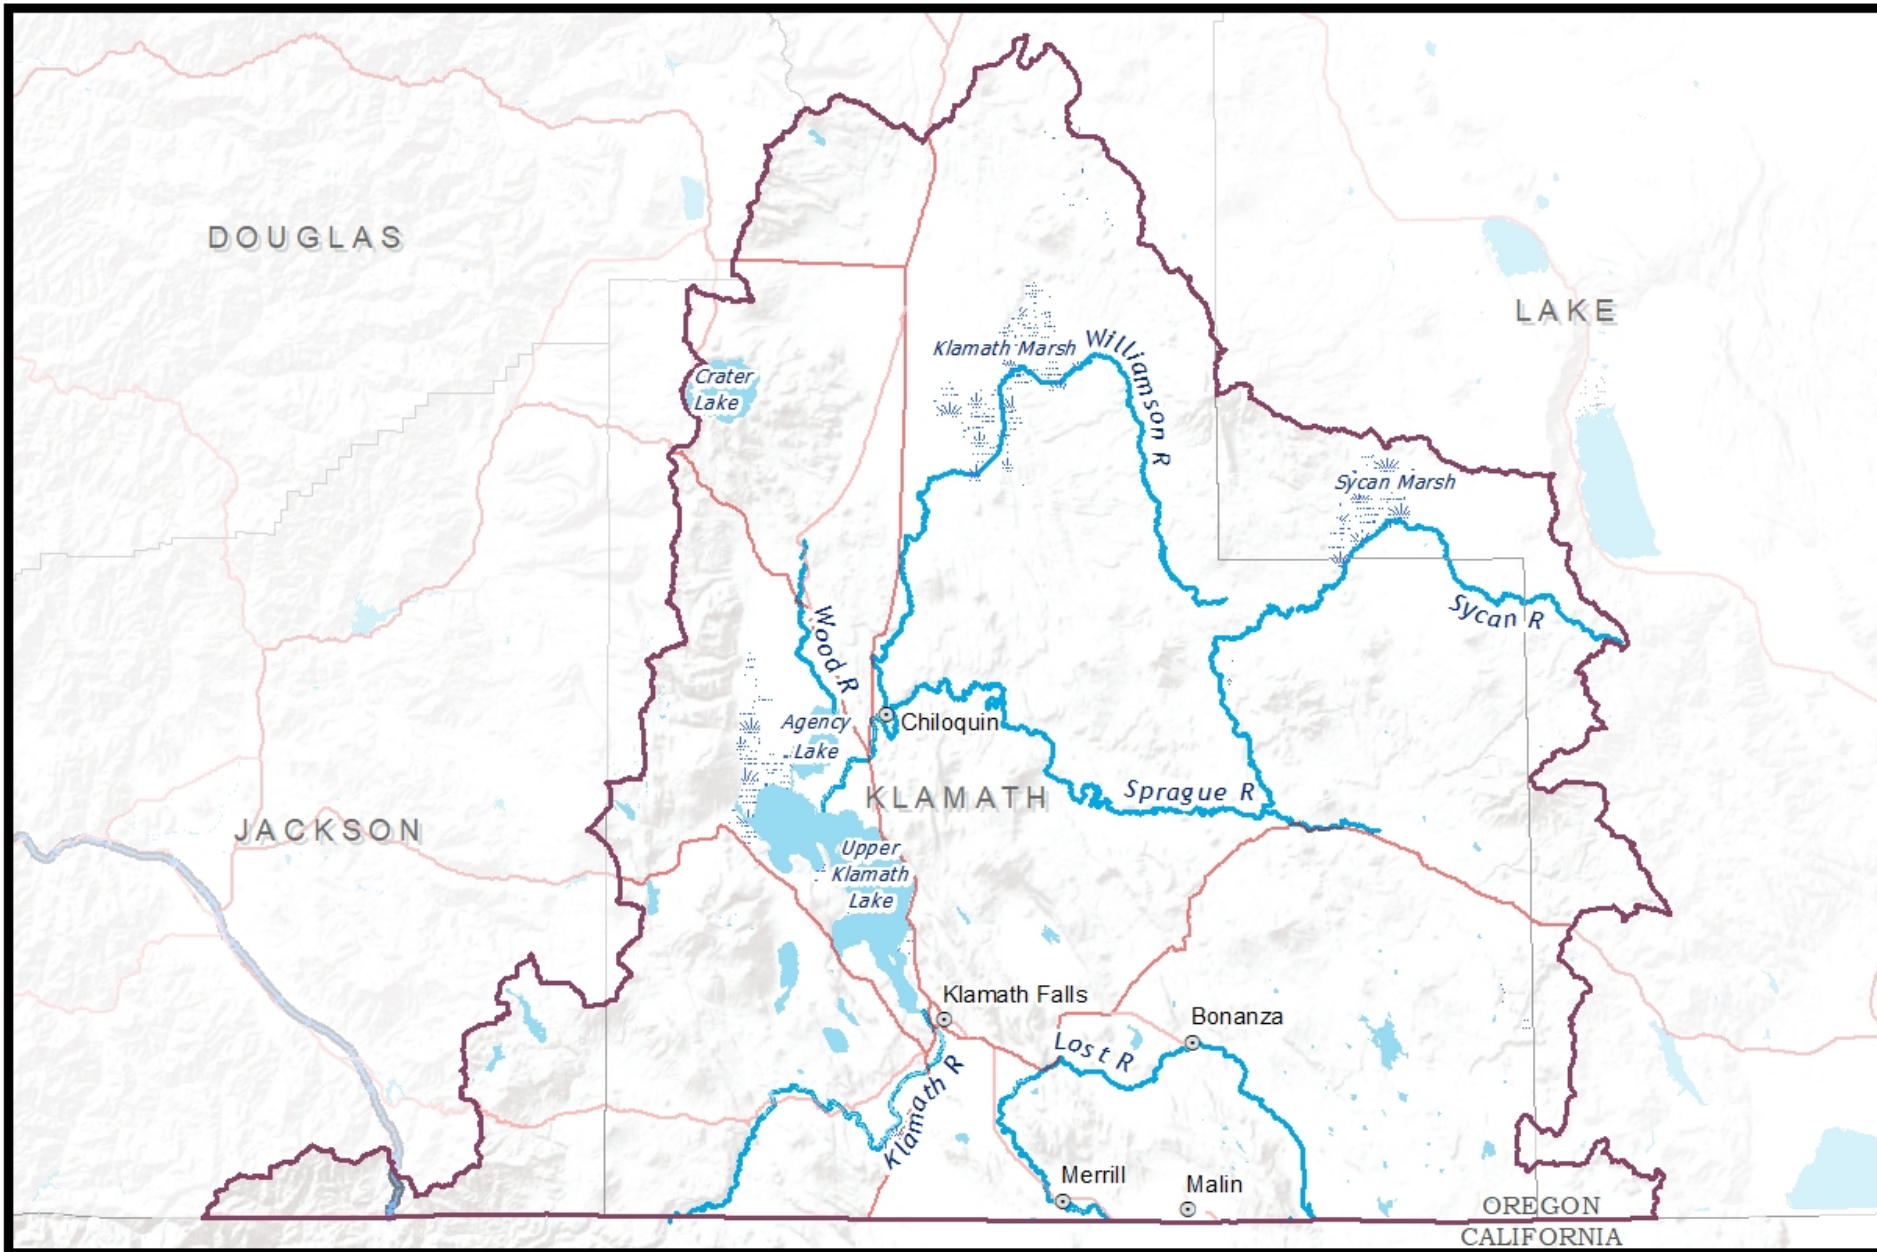 DOUGLAS
LAKE
Klamath Marsh
Williamson R
Crater
Lake
Sycan Marsh
Sycan R
Wood R
Agency
Lake
Chiloquin
KLAMATH
Sprague R
JACKSON
Upper
Klamath
Lake
Klamath Falls
Bonanza
Lost R
Klamath R
Merrill
Malin
OREGON
CALIFORNIA